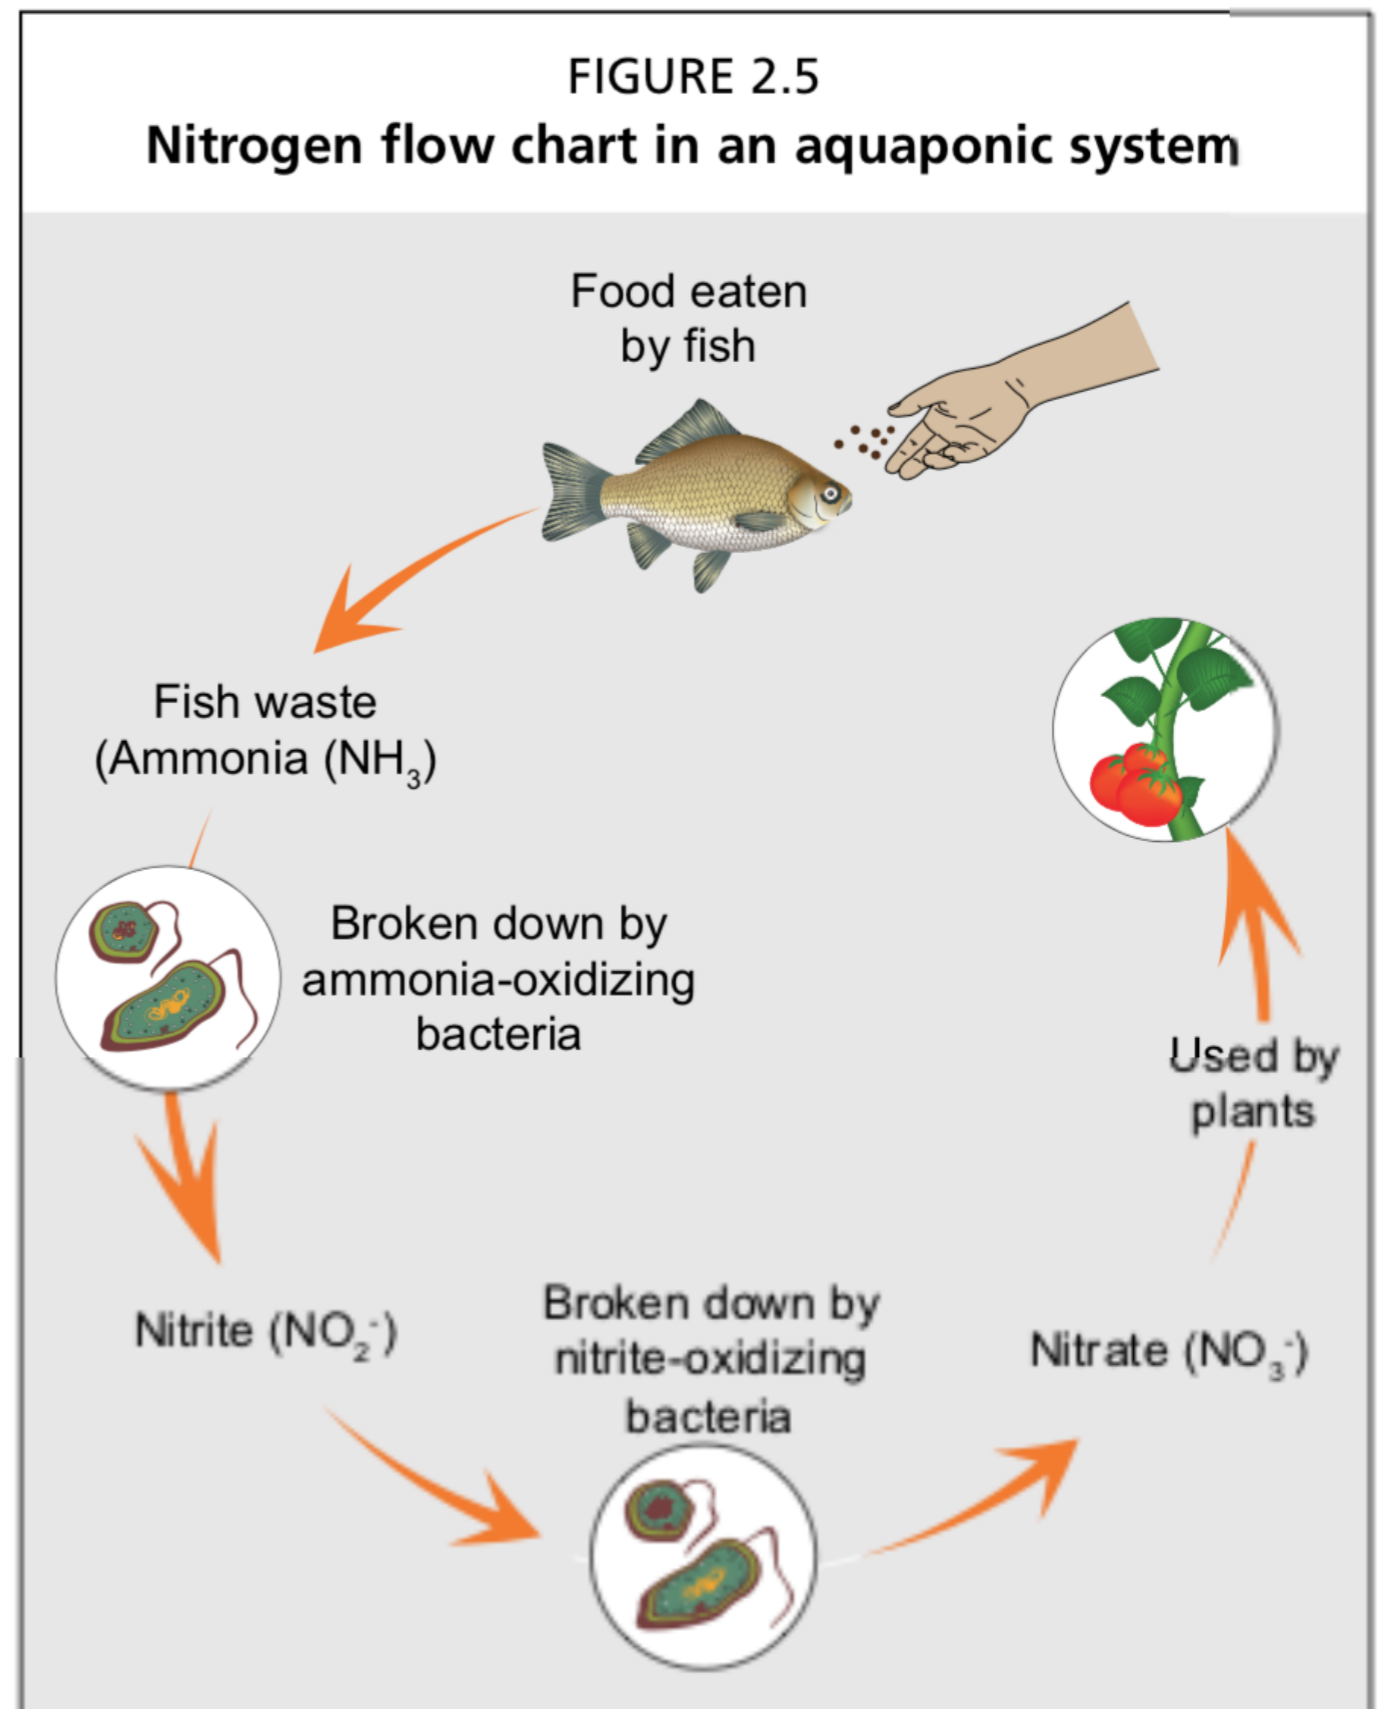 FIGURE 2.5
Nitrogen flow chart in an aquaponic system
Food eaten
by fish
Fish waste
(Ammonia (NH₃)
Broken down by
ammonia-oxidizing
bacteria
Used by
plants
Nitrite (NO₂⁻)
Broken down by
nitrite-oxidizing
bacteria
Nitrate (NO₃⁻)